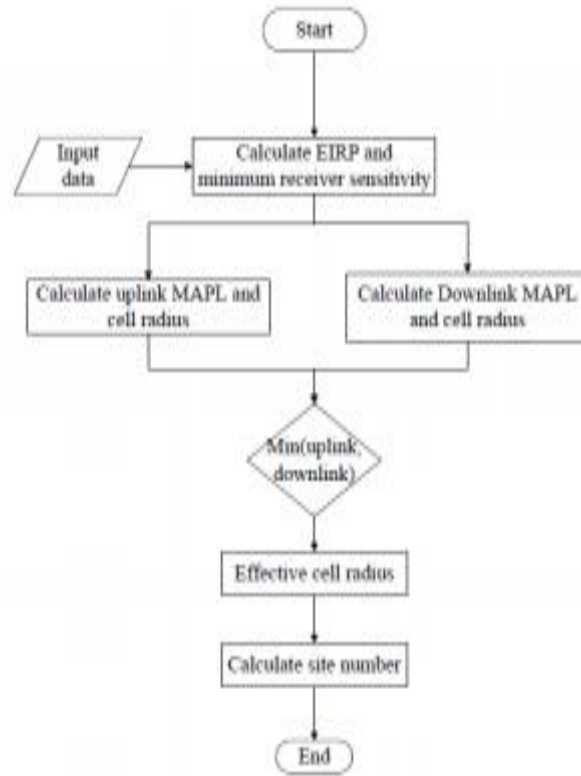 Start
Input
data
Calculate EIRP and
minimum receiver sensitivity
Calculate uplink MAPL and
cell radius
Calculate Downlink MAPL
and cell radius
Min(uplink,
downlink)
Effective cell radius
Calculate site number
End